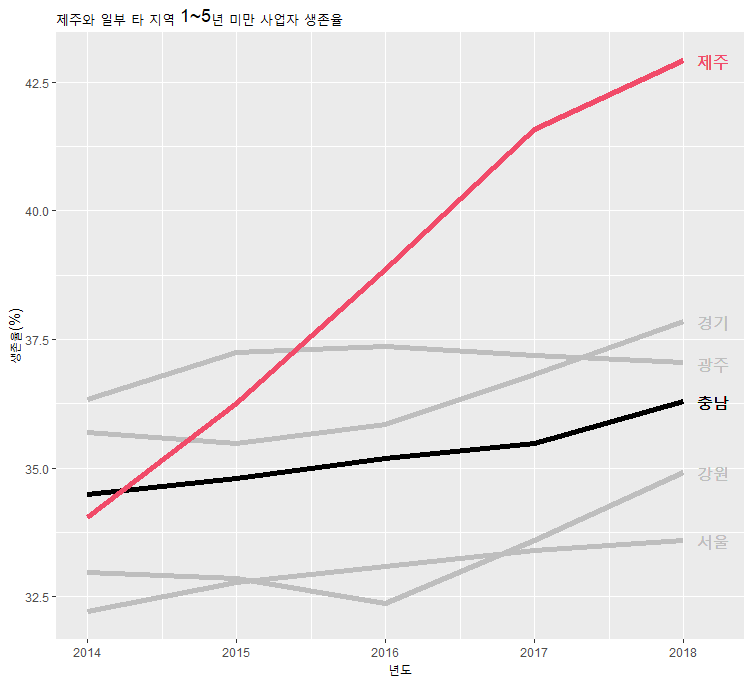 제주와 일부 타 지역 1~5년 미만 사업자 생존율
42.5
40.0
37.5
35.0
32.5
생존율(%)
제주
경기
광주
충남
강원
서울
2014 2015 2016 2017 2018
년도